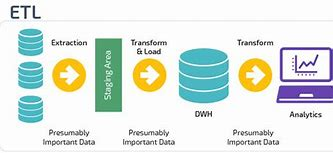 ETL
Extraction
Staging Area
Transform
& Load
DWH
Transform
Analytics
Presumably
Important Data
Presumably
Important Data
Presumably
Important Data